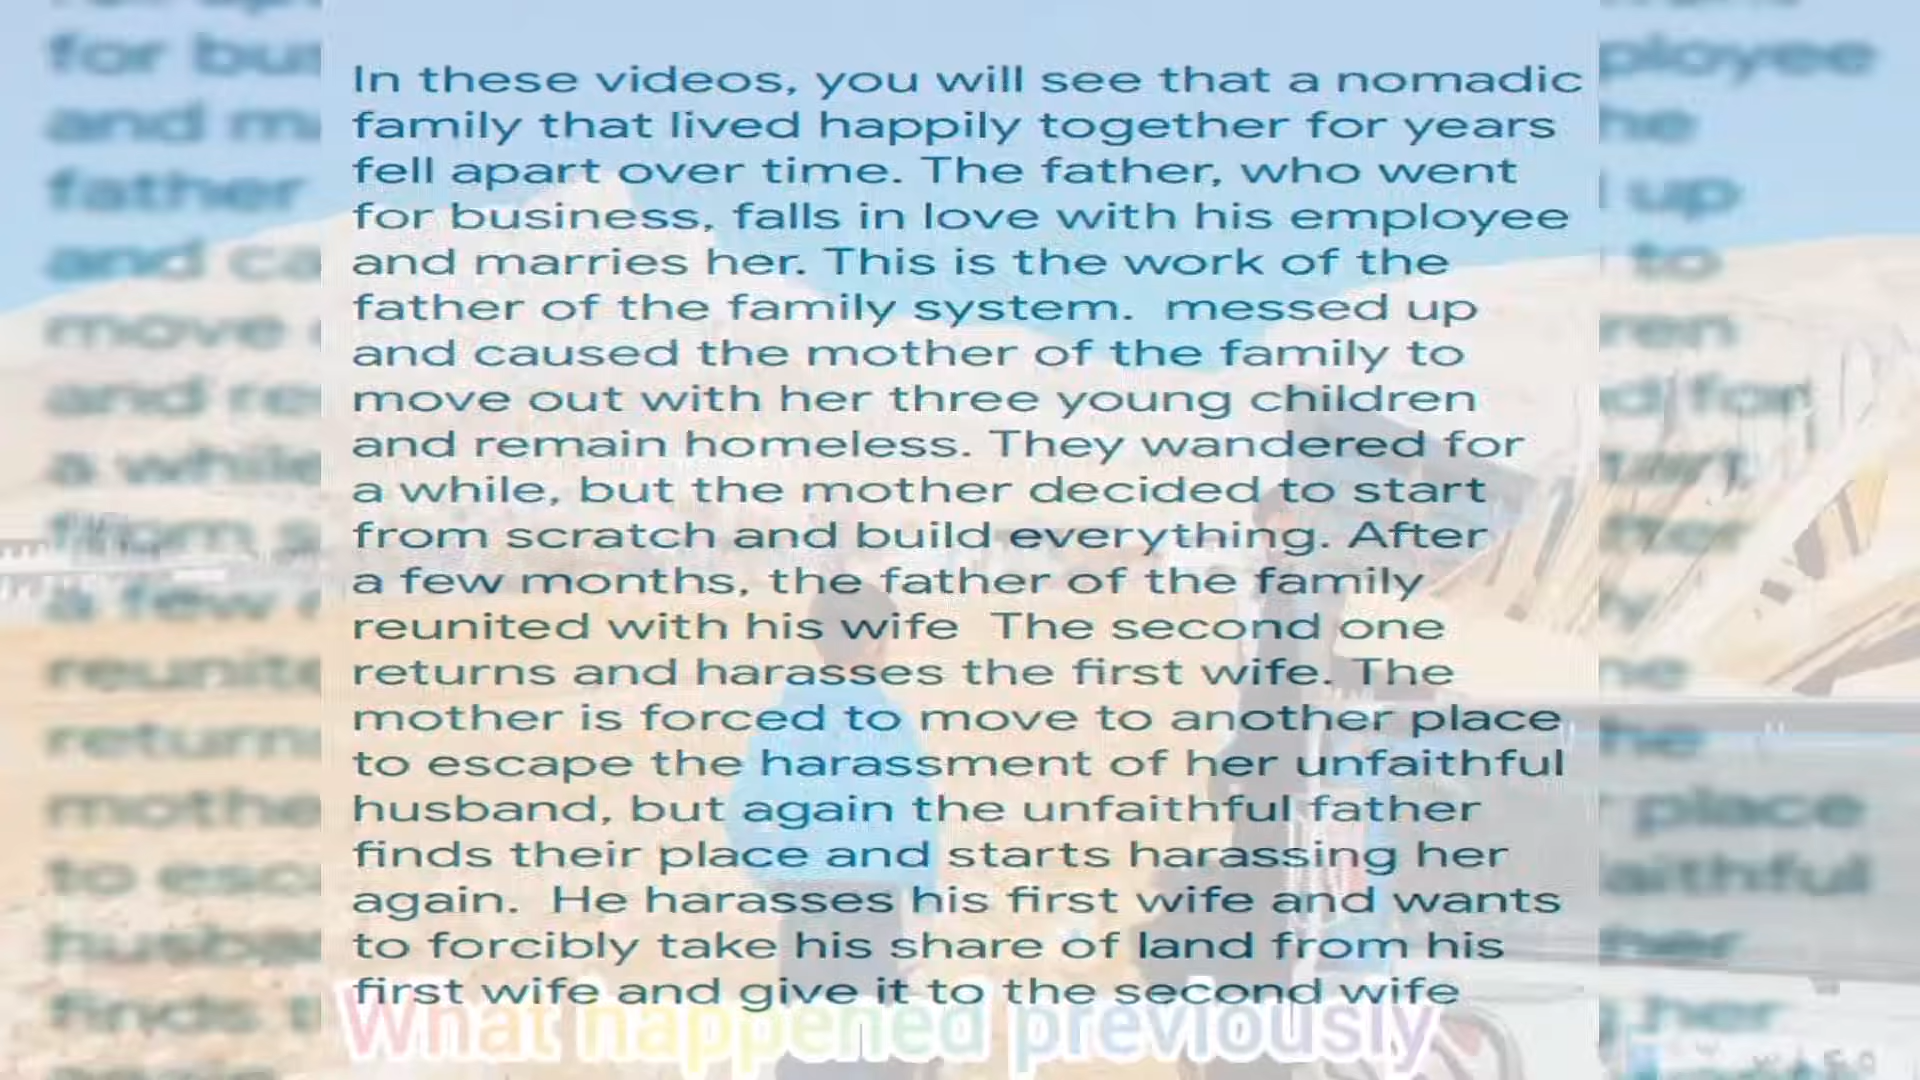 In these videos, you will see that a nomadic
family that lived happily together for years
fell apart over time. The father, who went
for business, falls in love with his employee
and marries her. This is the work of the
father of the family system.  messed up
and caused the mother of the family to
move out with her three young children
and remain homeless. They wandered for
a while, but the mother decided to start
from scratch and build everything. After
a few months, the father of the family
reunited with his wife  The second one
returns and harasses the first wife. The
mother is forced to move to another place
to escape the harassment of her unfaithful
husband, but again the unfaithful father
finds their place and starts harassing her
again.  He harasses his first wife and wants
to forcibly take his share of land from his
first wife and give it to the second wife
What happened previously